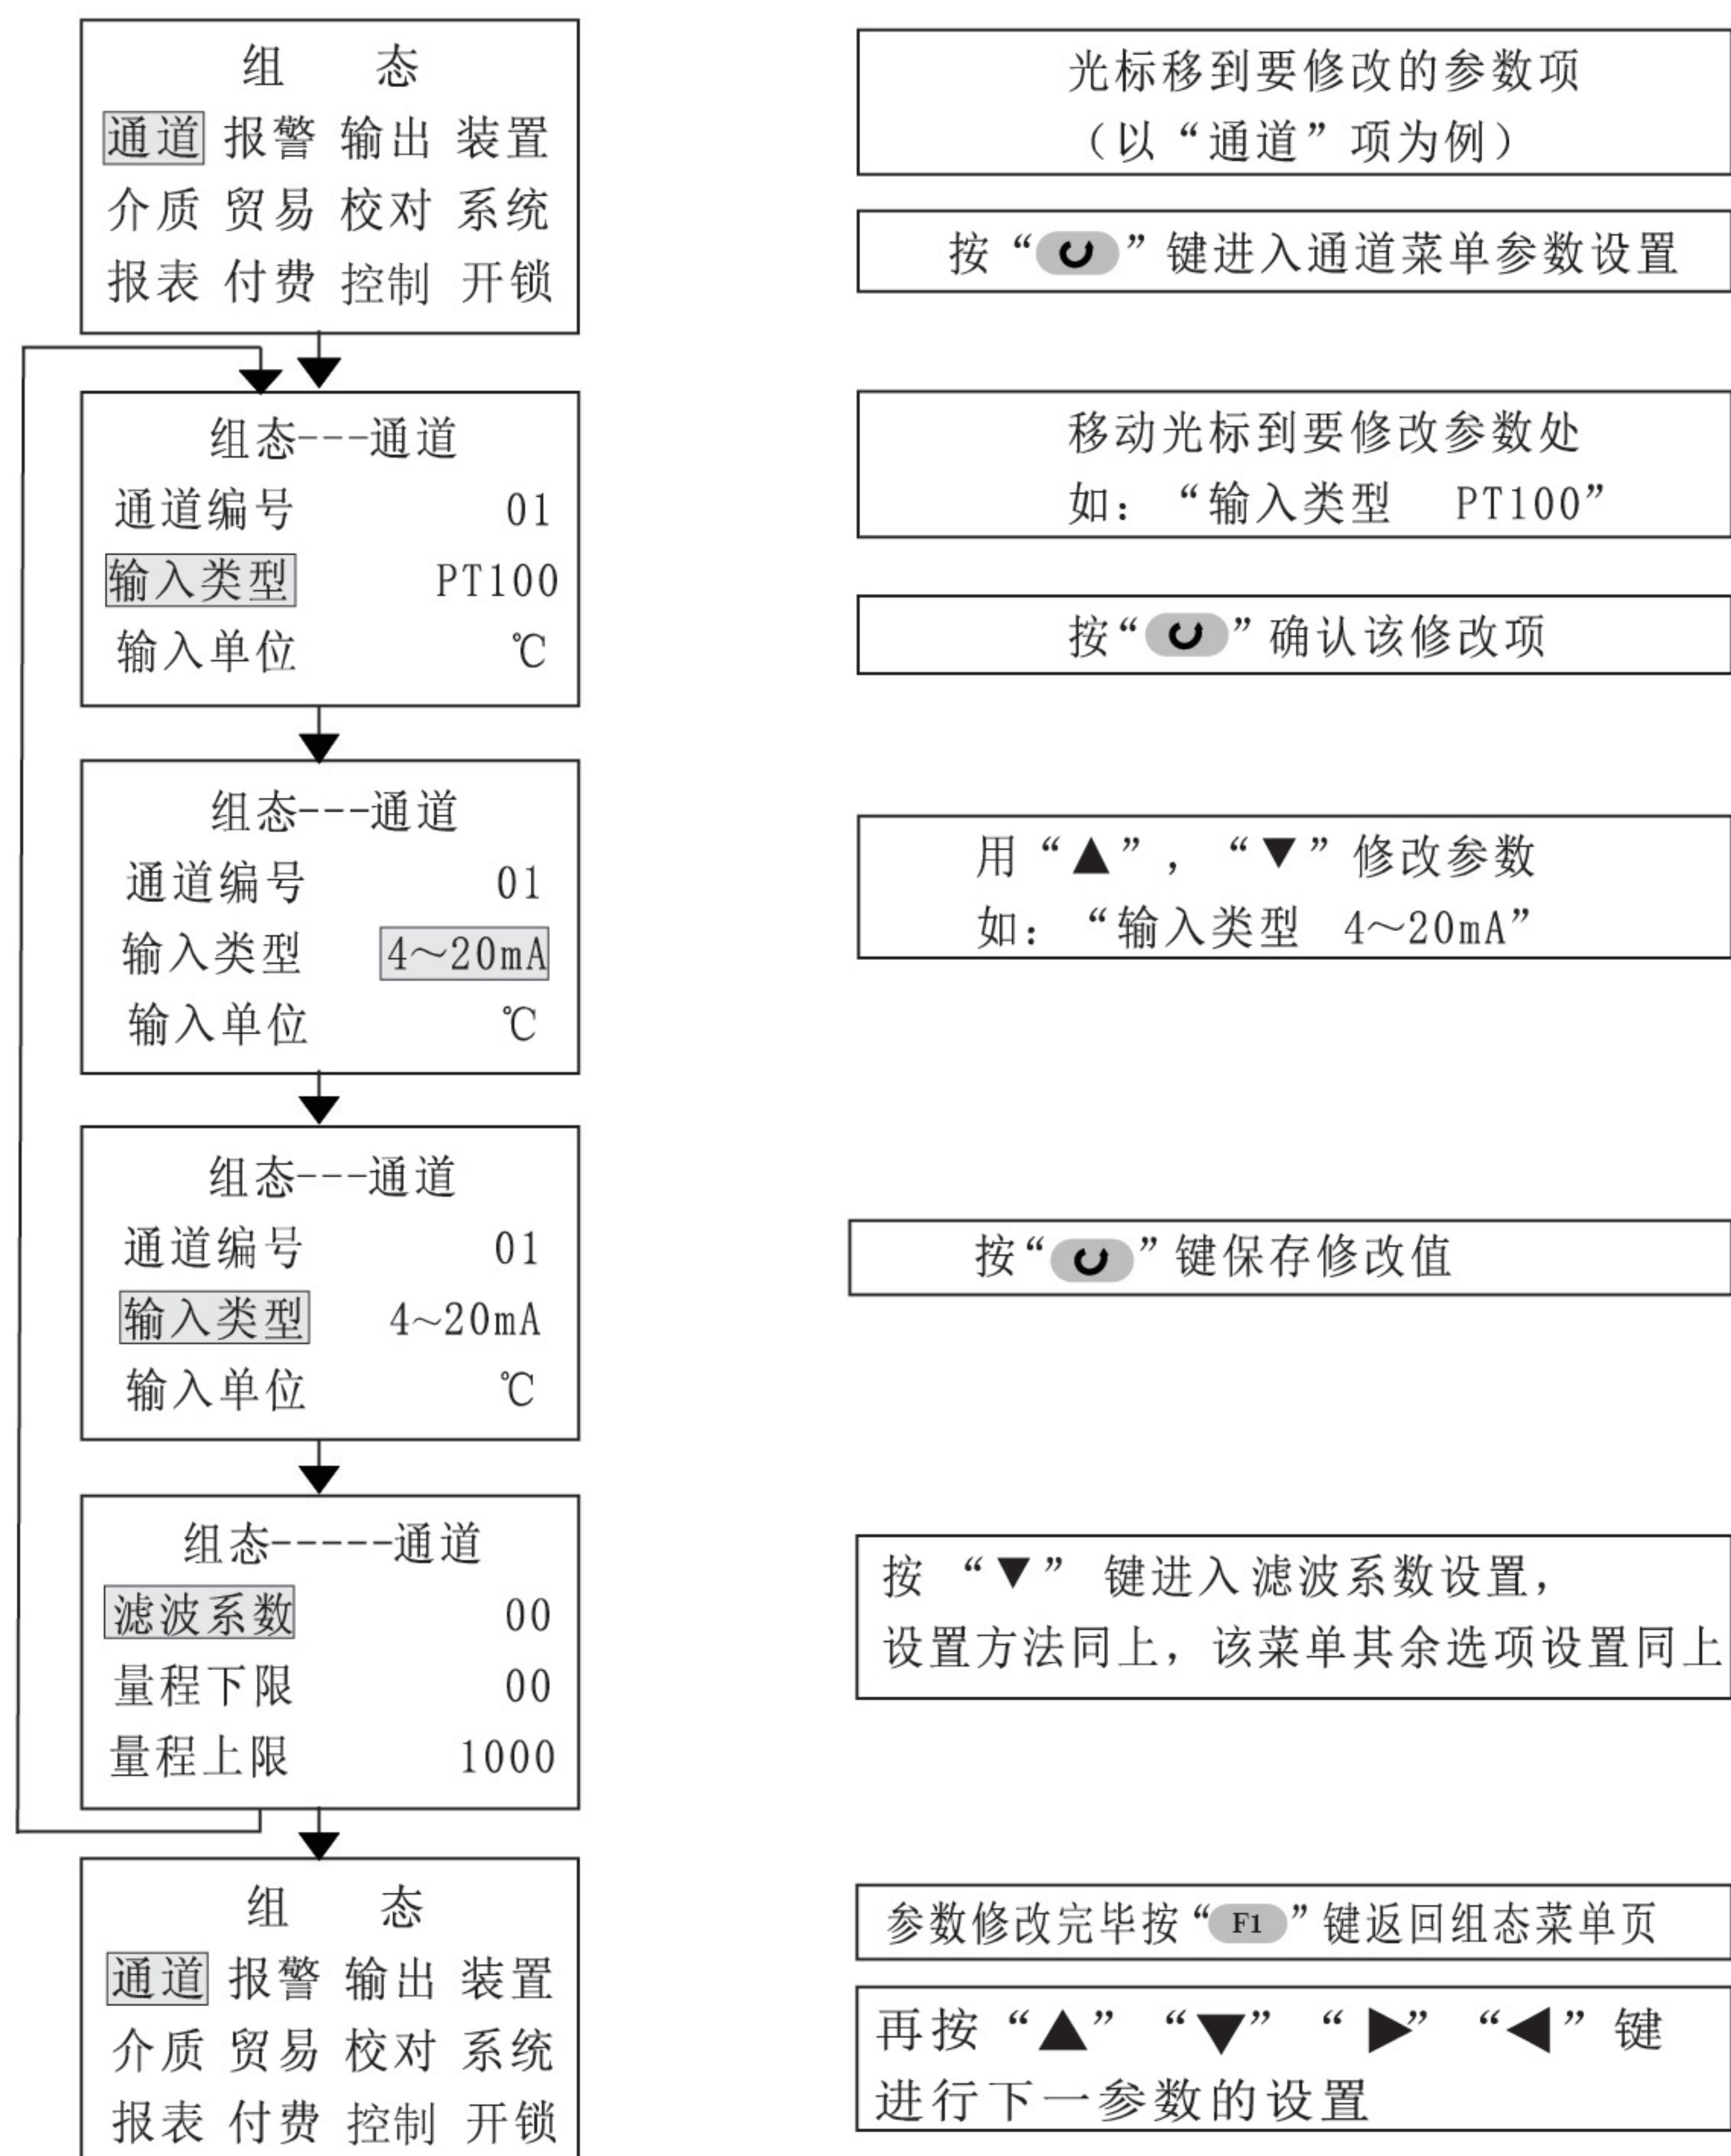 组 态
通道 报警 输出 装置
介质 贸易 校对 系统
报表 付费 控制 开锁
光标移到要修改的参数项
（以“通道”项为例）
按“ ”键进入通道菜单参数设置
组态---通道
通道编号 01
输入类型 PT100
输入单位 ℃
移动光标到要修改参数处
如：“输入类型 PT100”
按“ ”确认该修改项
组态---通道
通道编号 01
输入类型 4～20mA
输入单位 ℃
用“▲”，“▼”修改参数
如：“输入类型 4～20mA”
组态---通道
通道编号 01
输入类型 4~20mA
输入单位 ℃
按“ ”键保存修改值
组态-----通道
滤波系数 00
量程下限 00
量程上限 1000
按 “▼” 键进入滤波系数设置，
设置方法同上，该菜单其余选项设置同上
组 态
通道 报警 输出 装置
介质 贸易 校对 系统
报表 付费 控制 开锁
参数修改完毕按“ F1 ”键返回组态菜单页
再按“▲”“▼”“▶”“◀”键
进行下一参数的设置